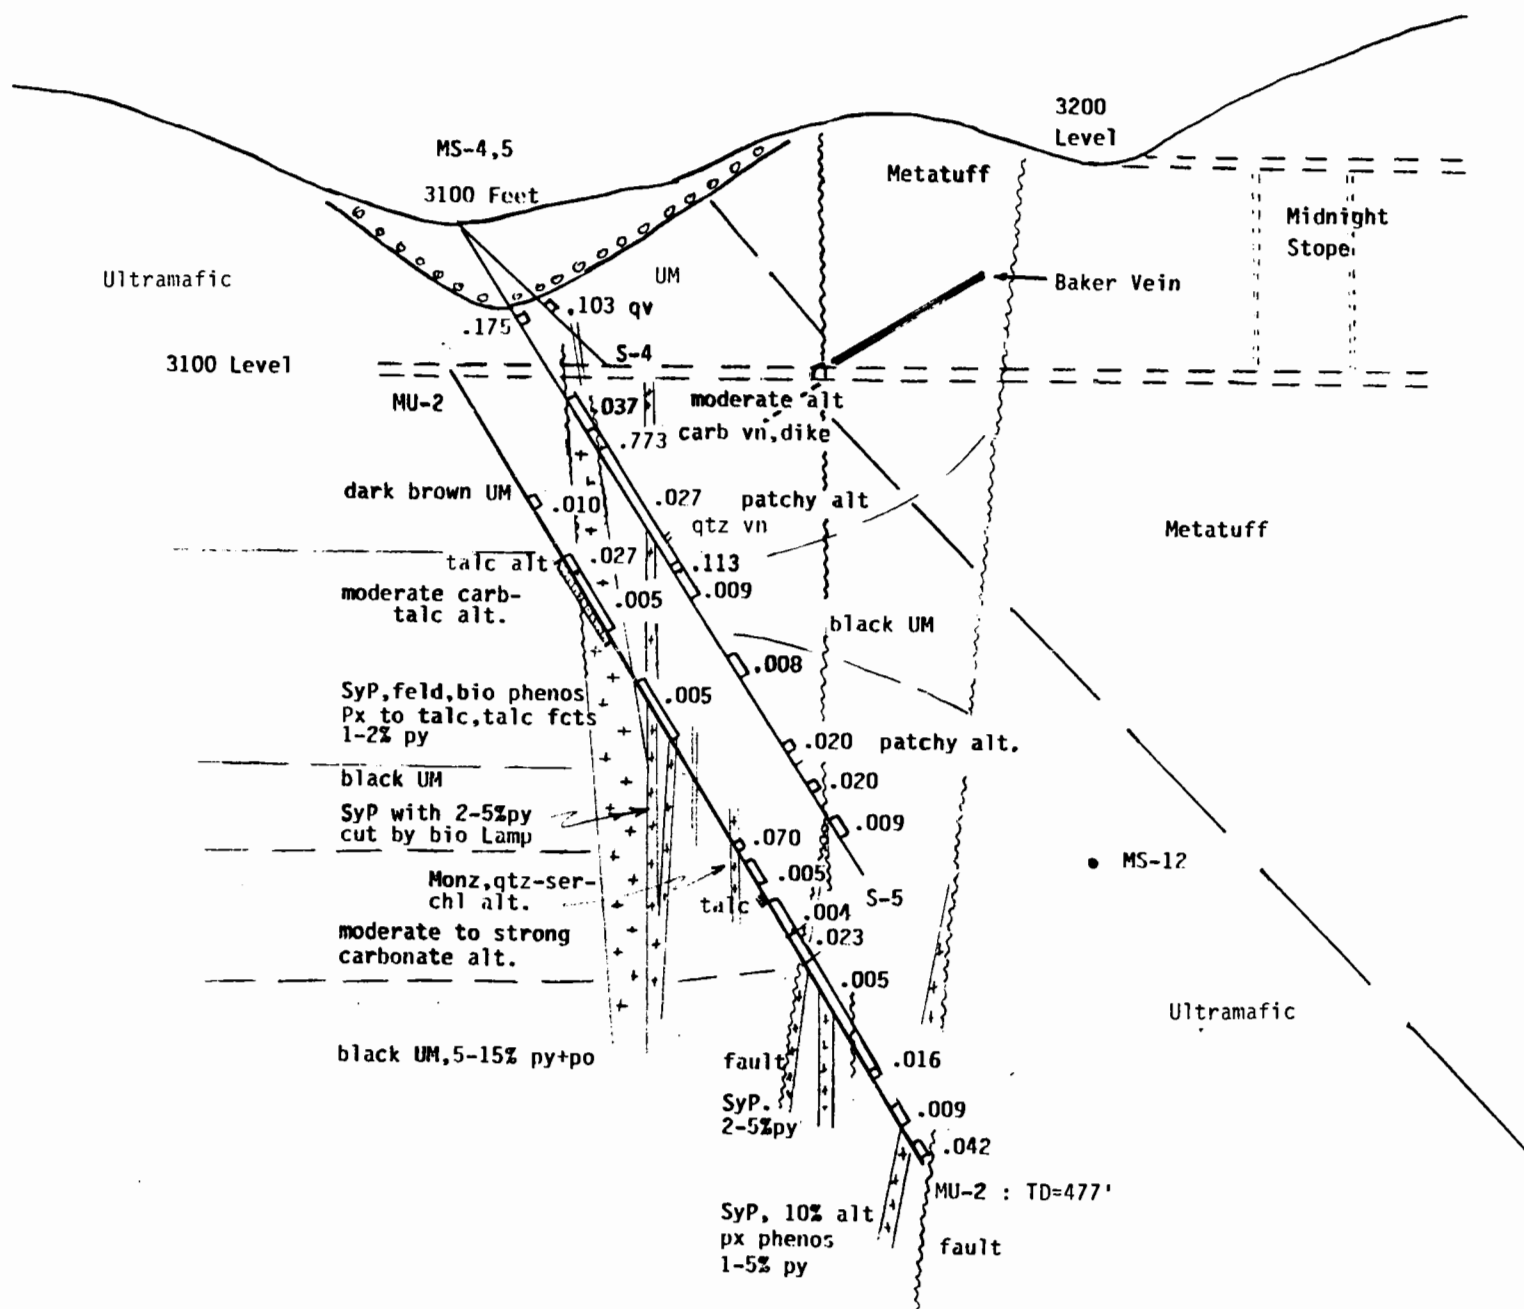 3200
Level
MS-4,5
3100 Feet
Metatuff
Midnight
Stope
Ultramafic
UM
Baker Vein
.103 qv
.175
S-4
3100 Level
MU-2
.037
moderate alt
.773
carb vn,dike
dark brown UM
.010
.027
patchy alt
qtz vn
Metatuff
talc alt
.027
.113
.009
moderate carb-
talc alt.
.005
black UM
.008
SyP,feld,bio phenos
Px to talc,talc fcts
1-2% py
.005
.020
patchy alt.
black UM
.020
SyP with 2-5%py
cut by bio Lamp
.009
.070
MS-12
Monz,qtz-ser-
chl alt.
.005
talc
S-5
.004
moderate to strong
carbonate alt.
.023
.005
Ultramafic
black UM,5-15% py+po
fault
.016
SyP.
2-5%py
.009
.042
MU-2 : TD=477'
SyP, 10% alt
px phenos
1-5% py
fault